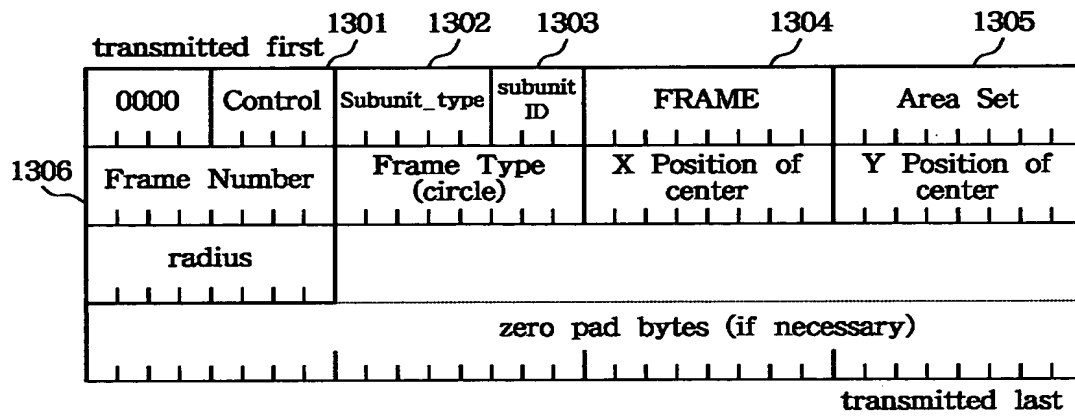 1301 1302 1303 1304 1305
transmitted first
0000 Control Subunit_type subunit ID FRAME Area Set
1306
Frame Number Frame Type (circle) X Position of center Y Position of center
radius
zero pad bytes (if necessary)
transmitted last